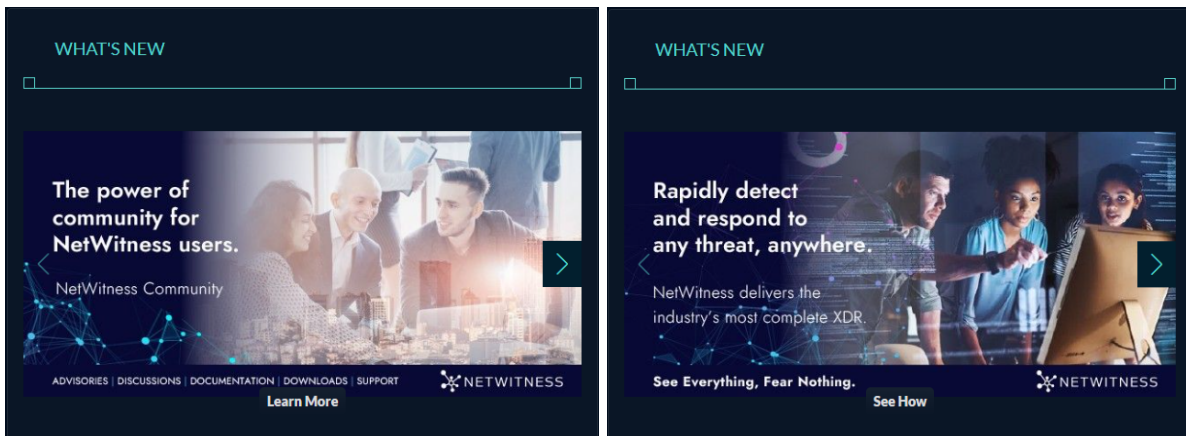 WHAT'S NEW
The power of
community for
NetWitness users.
NetWitness Community
ADVISORIES | DISCUSSIONS | DOCUMENTATION | DOWNLOADS | SUPPORT
NETWITNESS
Learn More
WHAT'S NEW
Rapidly detect
and respond to
any threat, anywhere.
NetWitness delivers the
industry's most complete XDR.
See Everything, Fear Nothing.
NETWITNESS
See How